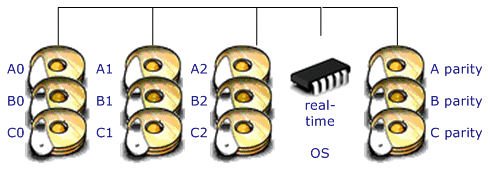 A0 A1 A2 A parity
B0 B1 B2 real- B parity
time
C0 C1 C2 C parity
OS